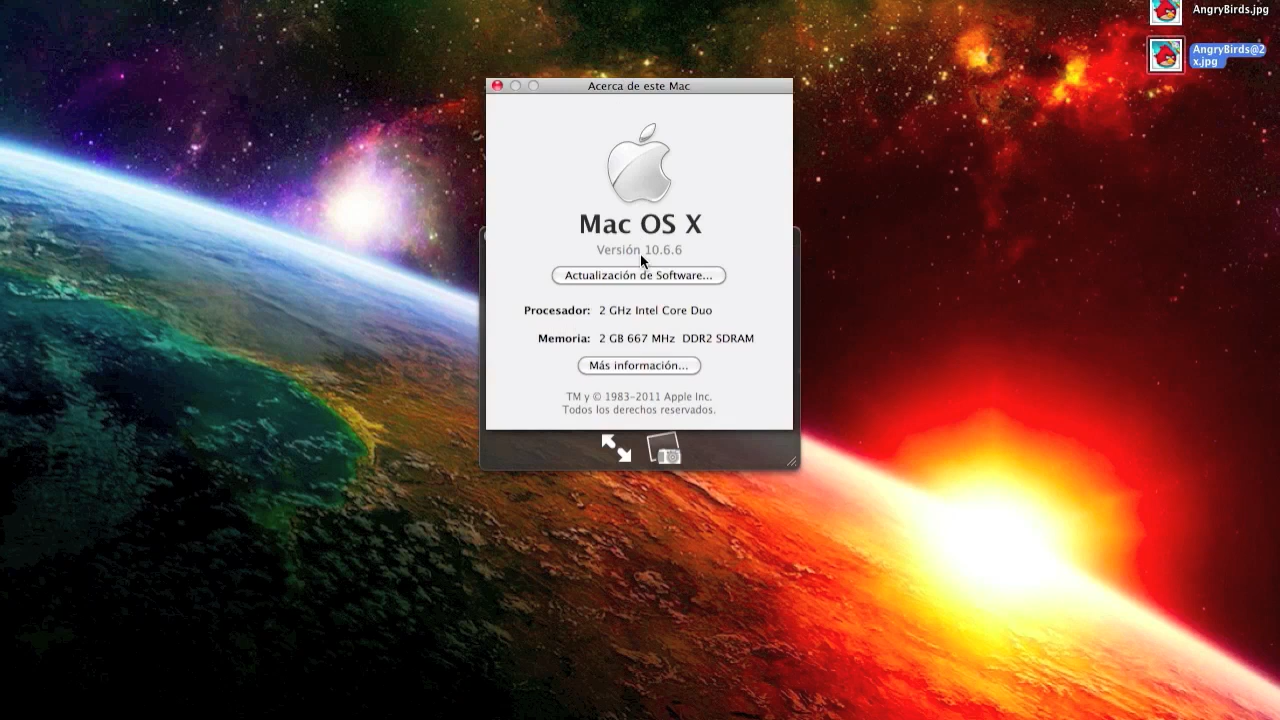 AngryBirds.jpg
AngryBirds@2
x.jpg
Acerca de este Mac
Mac OS X
Versión 10.6.6
Actualización de Software...
Procesador: 2 GHz Intel Core Duo
Memoria: 2 GB 667 MHz DDR2 SDRAM
Más información...
TM y © 1983-2011 Apple Inc.
Todos los derechos reservados.